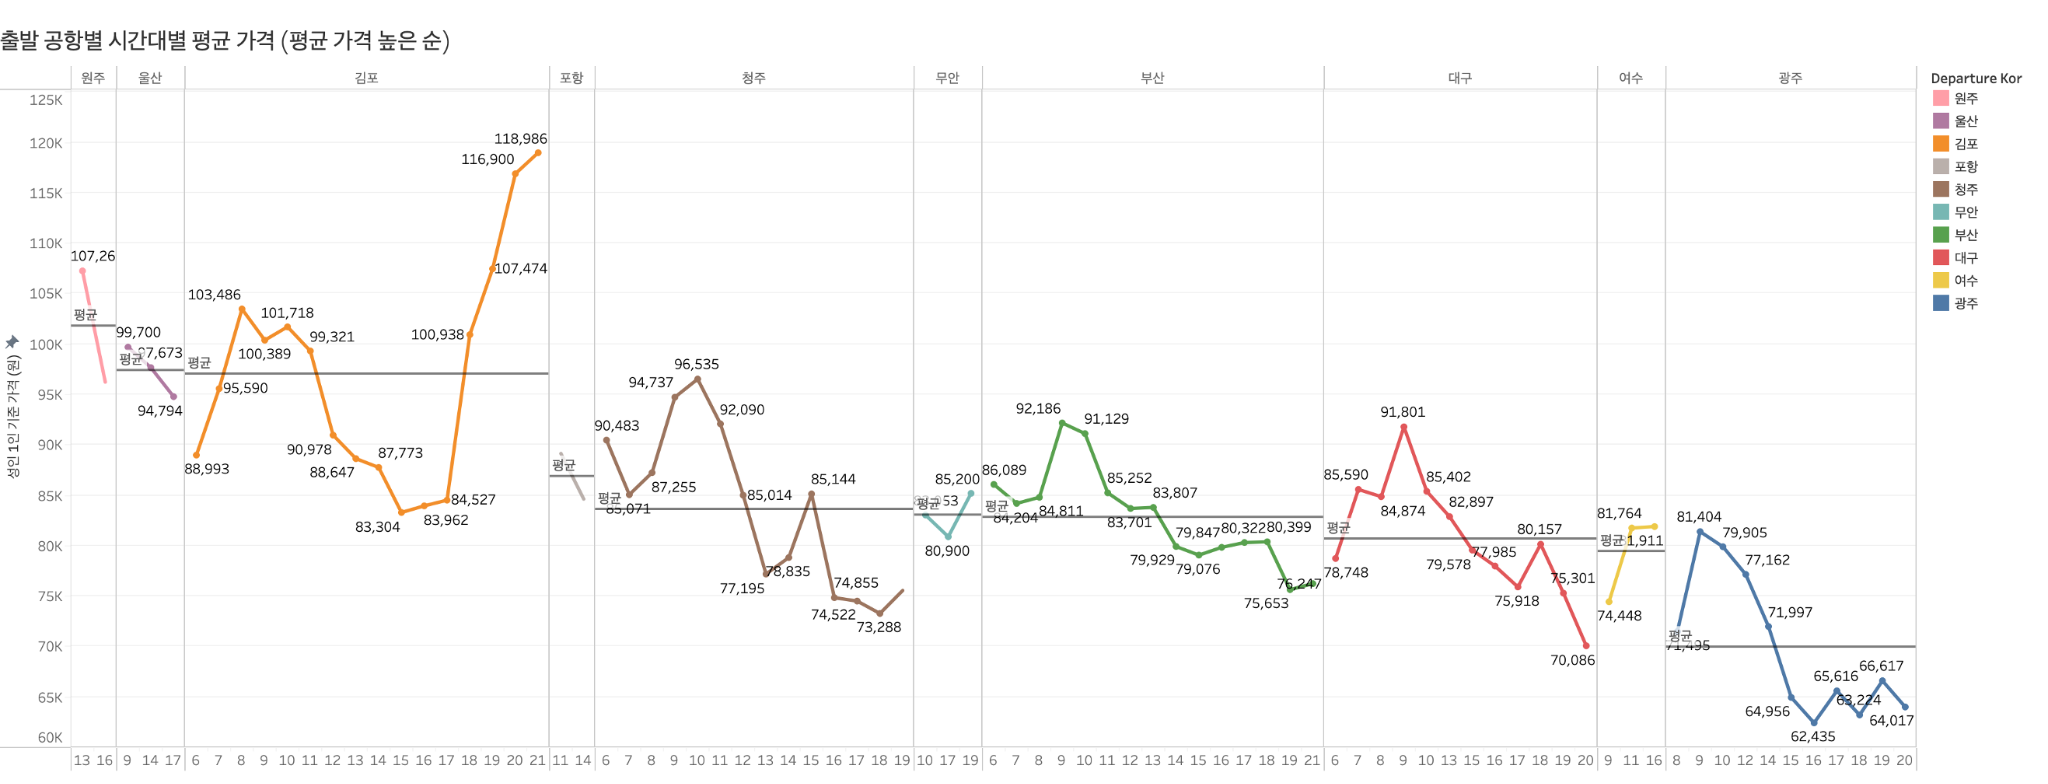 출발 공항별 시간대별 평균 가격 (평균 가격 높은 순)
원주 울산 김포 포항 청주 무안 부산 대구 여수 광주
Departure Kor
원주
울산
김포
포항
청주
무안
부산
대구
여수
광주
성인 1인 기준 가격 (원)
125K
120K
115K
110K
105K
100K
95K
90K
85K
80K
75K
70K
65K
60K
107,26
평균
99,700
평균
94,794
평균
88,993
95,590
103,486
100,389
101,718
99,321
90,978
88,647
87,773
83,304
83,962
84,527
100,938
107,474
116,900
118,986
평균
평균
90,483
85,071
87,255
94,737
96,535
92,090
85,014
77,195
78,835
85,144
74,522
74,855
73,288
평균
80,900
85,200
평균
86,089
84,204
84,811
92,186
91,129
85,252
83,701
83,807
79,929
79,076
79,847
80,322
80,399
75,653
76,247
평균
78,748
85,590
84,874
91,801
85,402
82,897
79,578
77,985
75,918
80,157
75,301
70,086
평균
74,448
81,764
평균
71,495
81,404
79,905
77,162
71,997
64,956
62,435
65,616
63,224
66,617
64,017
13 16 9 14 17 6 7 8 9 10 11 12 13 14 15 16 17 18 19 20 21 11 14 6 7 8 9 10 11 12 13 14 15 16 17 18 19 10 17 19 6 7 8 9 10 11 12 13 14 15 16 17 18 19 21 6 7 8 9 10 13 15 16 17 18 19 20 9 11 16 8 9 10 12 14 15 16 17 18 19 20